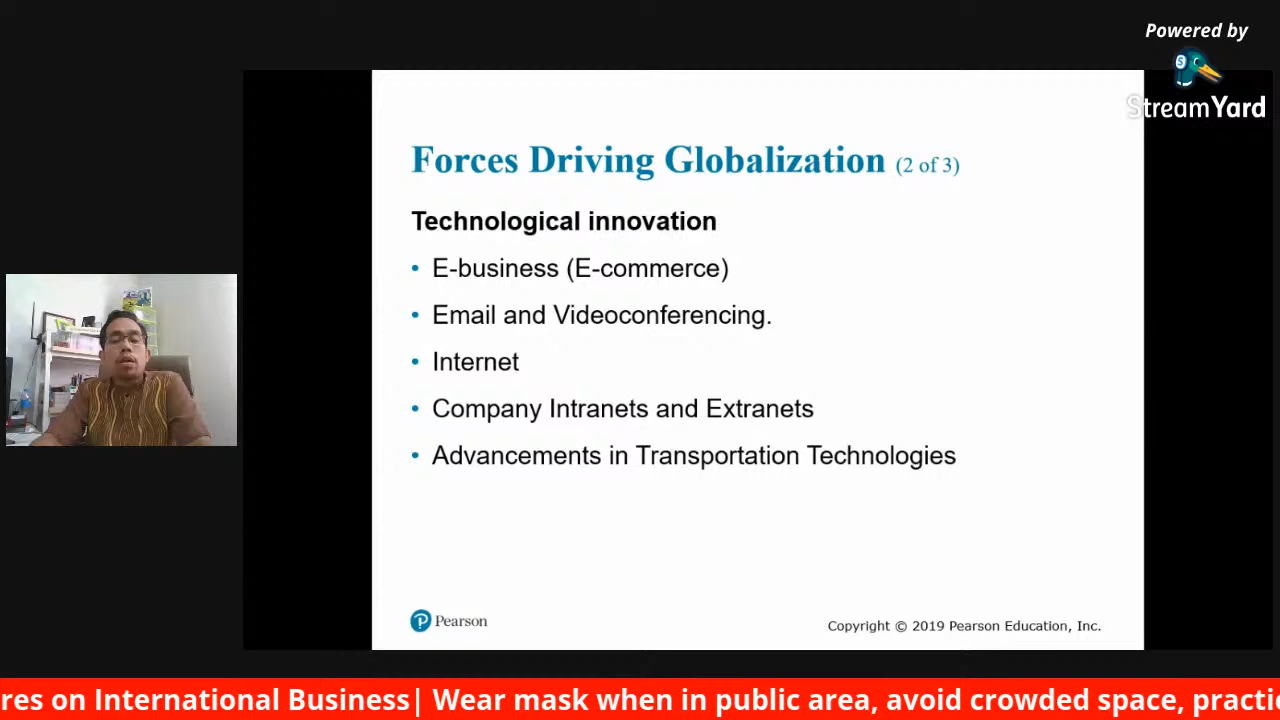 Powered by
StreamYard
Forces Driving Globalization (2 of 3)
Technological innovation
• E-business (E-commerce)
• Email and Videoconferencing.
• Internet
• Company Intranets and Extranets
• Advancements in Transportation Technologies
Pearson
Copyright © 2019 Pearson Education, Inc.
res on International Business| Wear mask when in public area, avoid crowded space, practic